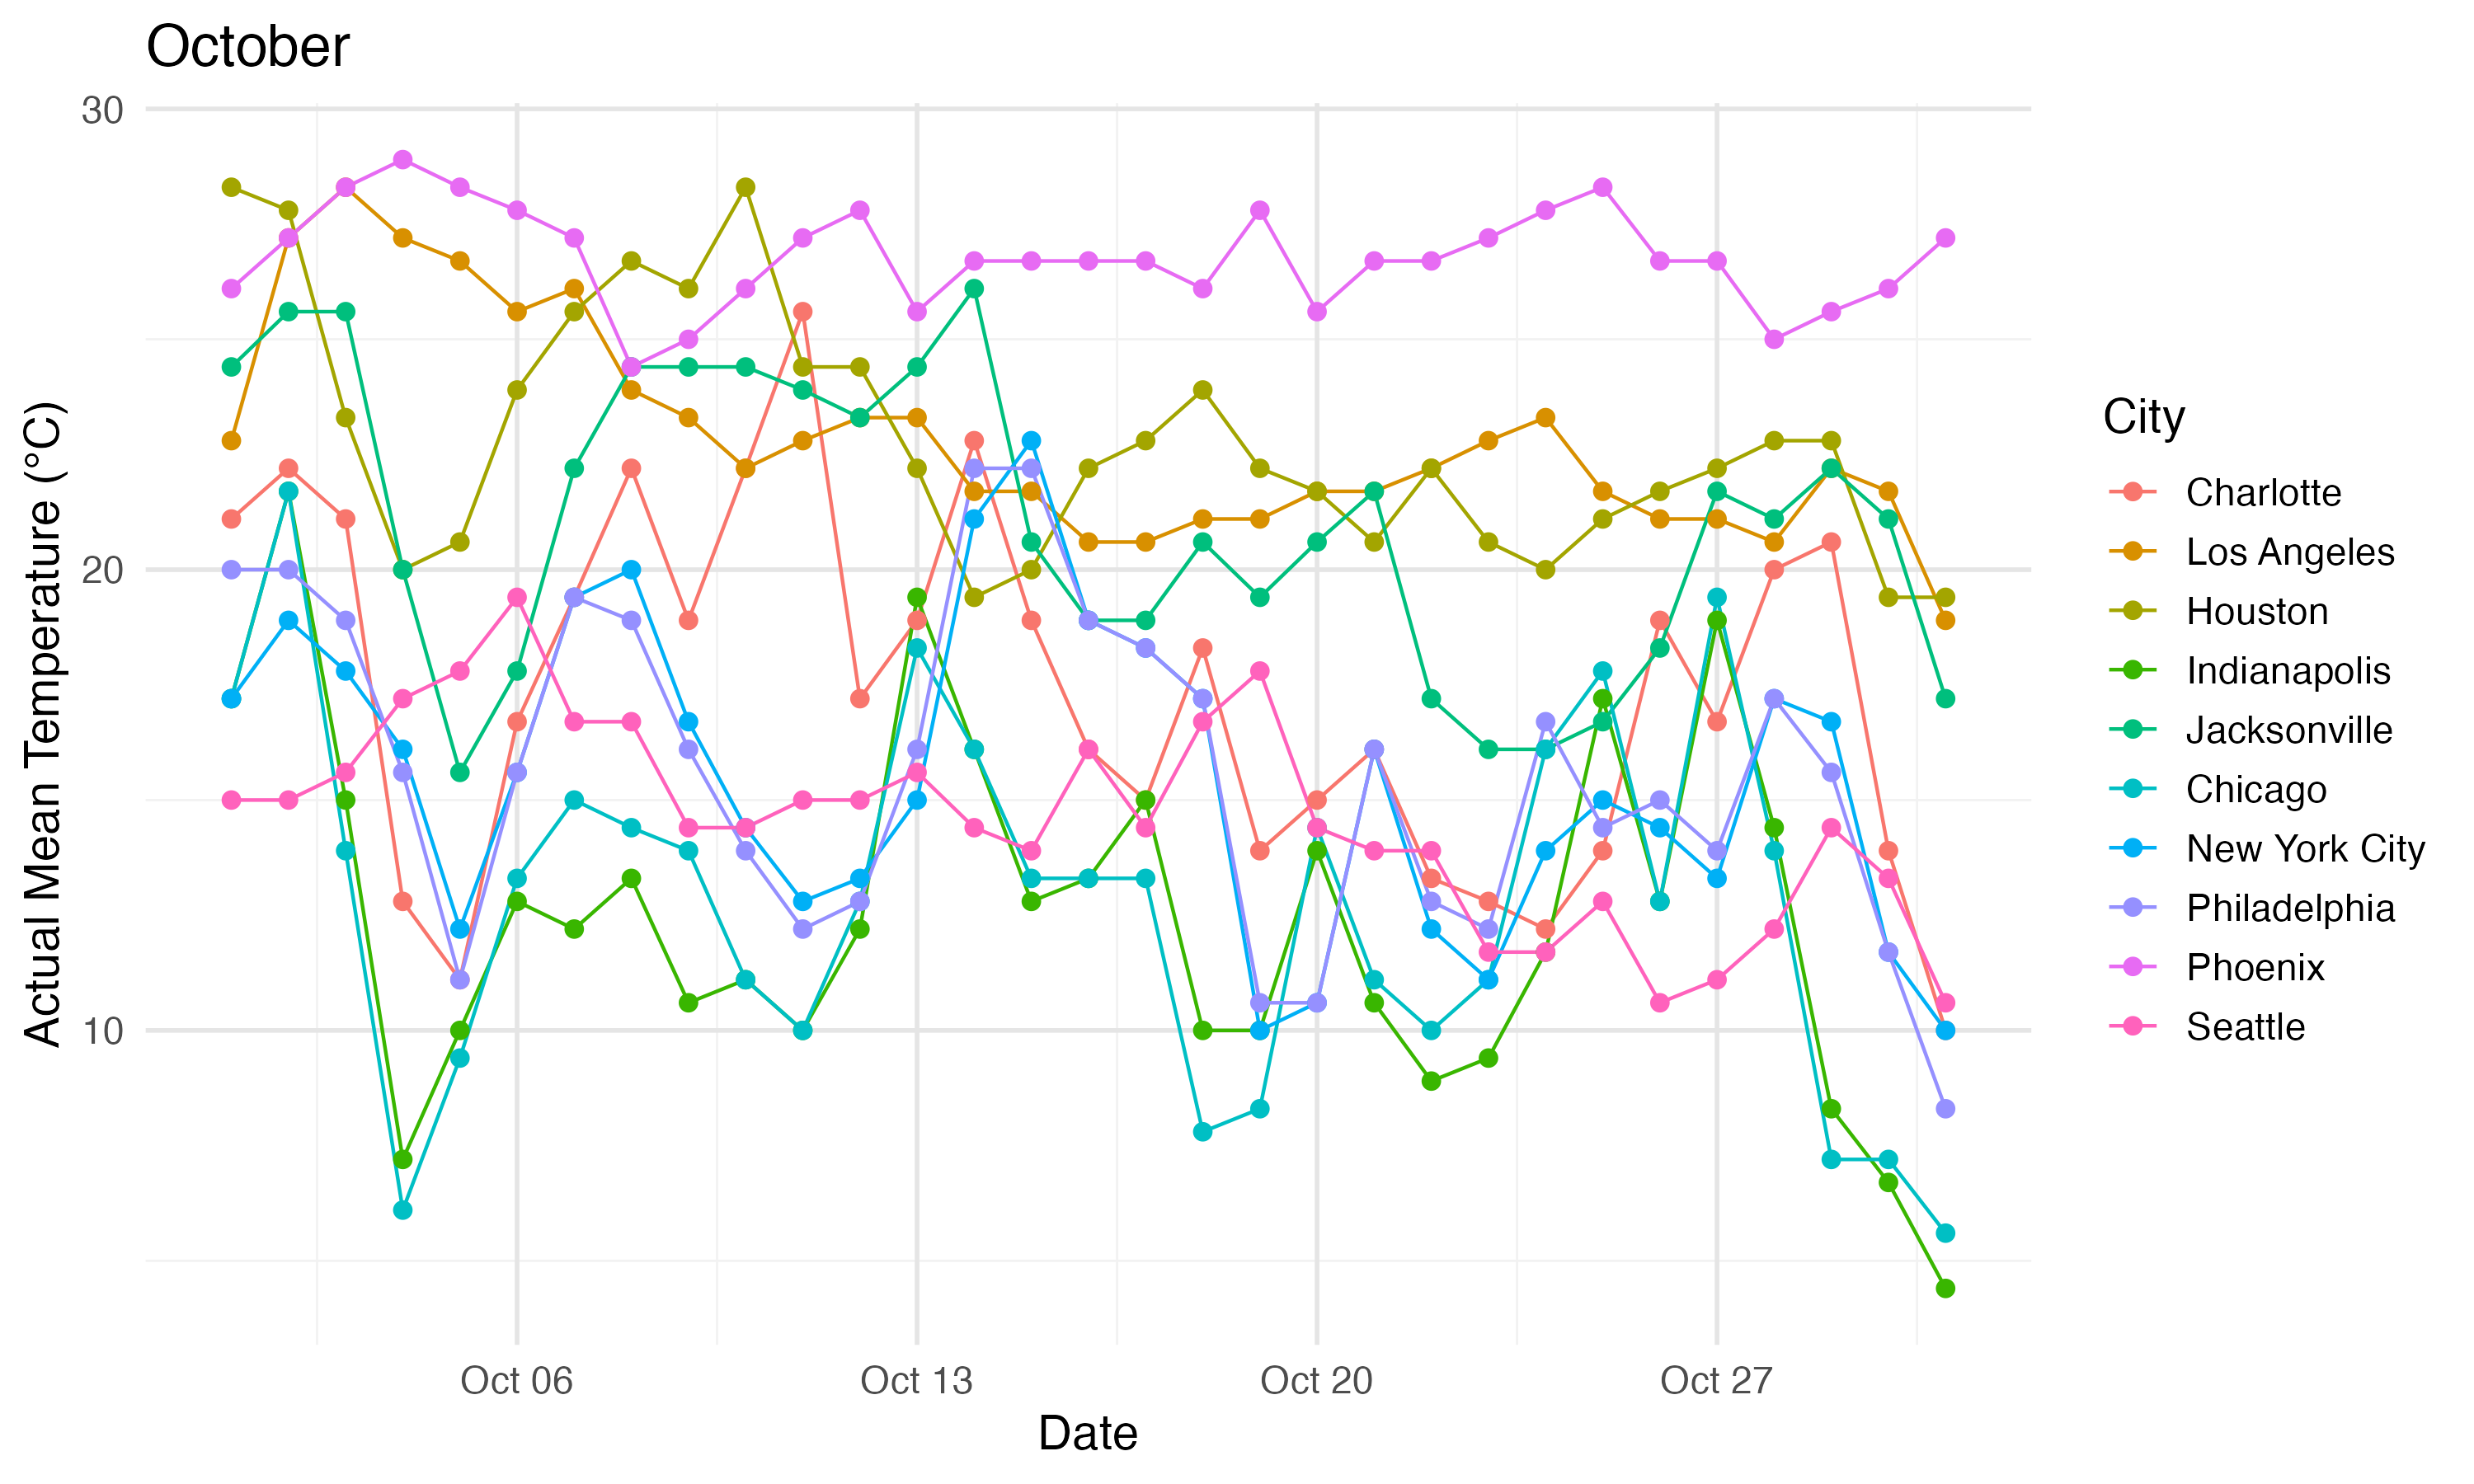 October
30
20
10
Actual Mean Temperature (°C)
Oct 06
Oct 13
Oct 20
Oct 27
Date
City
Charlotte
Los Angeles
Houston
Indianapolis
Jacksonville
Chicago
New York City
Philadelphia
Phoenix
Seattle